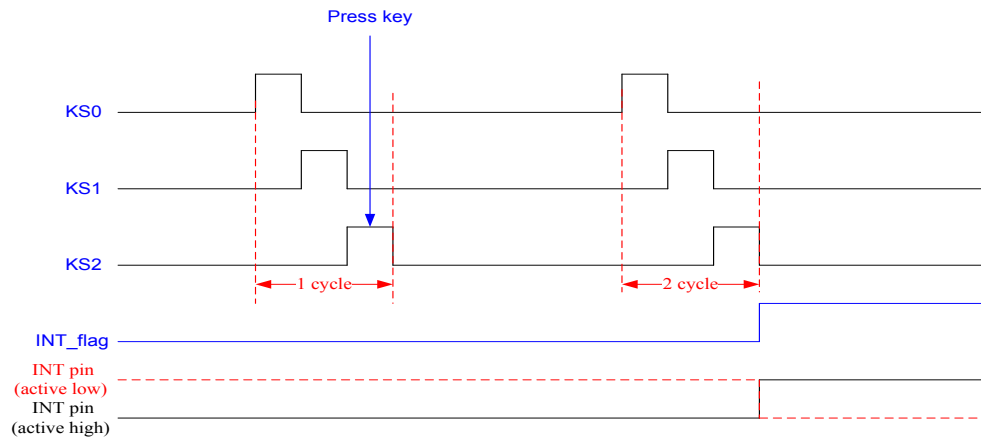 Press key
KS0
KS1
KS2
1 cycle
2 cycle
INT_flag
INT pin
(active low)
INT pin
(active high)